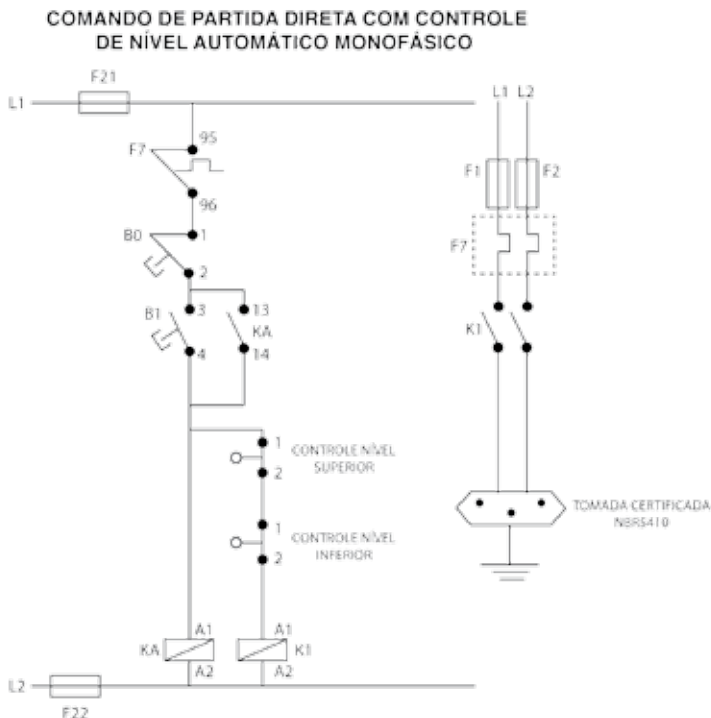 COMANDO DE PARTIDA DIRETA COM CONTROLE
DE NÍVEL AUTOMÁTICO MONOFÁSICO
F21
L1
95
F7
96
B0
1
2
B1
3
13
KA
4
14
1
CONTROLE NÍVEL
SUPERIOR
2
1
CONTROLE NÍVEL
INFERIOR
2
A1
A1
KA
K1
A2
A2
L2
F22
L1 L2
F1
F2
F7
K1
TOMADA CERTIFICADA
NBR5410